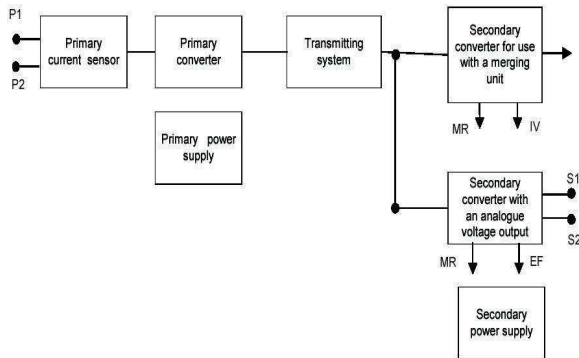 P1
P2
Primary
current sensor
Primary
converter
Transmitting
system
Secondary
converter for use
with a merging
unit
MR
IV
Primary power
supply
Secondary
converter with
an analogue
voltage output
S1
S2
MR
EF
Secondary
power supply